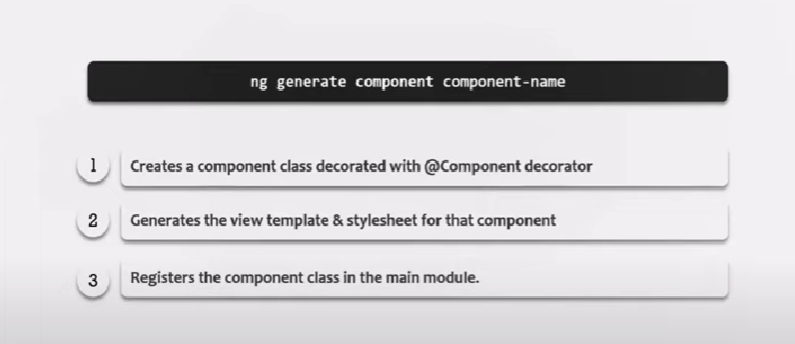 ng generate component component-name
1 Creates a component class decorated with @Component decorator
2 Generates the view template & stylesheet for that component
3 Registers the component class in the main module.